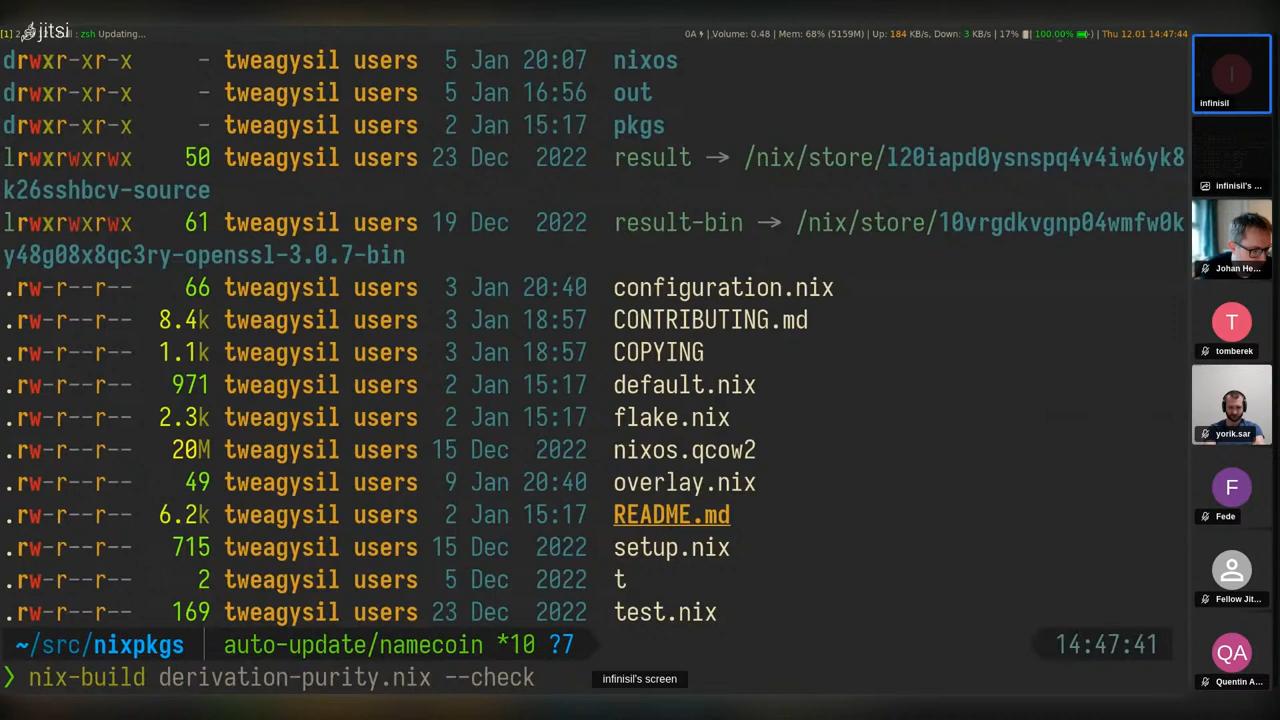 jitsi
[1] 2 zsh Updating... 0A Volume: 0.48 | Mem: 68% (5159M) | Up: 184 KB/s, Down: 3 KB/s | 17% 100.00% Thu 12.01 14:47:44
drwxr-xr-x - tweagysil users 5 Jan 20:07 nixos
drwxr-xr-x - tweagysil users 5 Jan 16:56 out
drwxr-xr-x - tweagysil users 2 Jan 15:17 pkgs
lrwxrwxrwx 50 tweagysil users 23 Dec 2022 result → /nix/store/l20iapd0ysnspq4v4iw6yk8
k26sshbcv-source
lrwxrwxrwx 61 tweagysil users 19 Dec 2022 result-bin → /nix/store/10vrgdkvgnp04wmfw0k
y48g08x8qc3ry-openssl-3.0.7-bin
.rw-r--r-- 66 tweagysil users 3 Jan 20:40 configuration.nix
.rw-r--r-- 8.4k tweagysil users 3 Jan 18:57 CONTRIBUTING.md
.rw-r--r-- 1.1k tweagysil users 3 Jan 18:57 COPYING
.rw-r--r-- 971 tweagysil users 2 Jan 15:17 default.nix
.rw-r--r-- 2.3k tweagysil users 2 Jan 15:17 flake.nix
.rw-r--r-- 20M tweagysil users 15 Dec 2022 nixos.qcow2
.rw-r--r-- 49 tweagysil users 9 Jan 20:40 overlay.nix
.rw-r--r-- 6.2k tweagysil users 2 Jan 15:17 README.md
.rw-r--r-- 715 tweagysil users 15 Dec 2022 setup.nix
.rw-r--r-- 2 tweagysil users 5 Dec 2022 t
.rw-r--r-- 169 tweagysil users 23 Dec 2022 test.nix
~/src/nixpkgs auto-update/namecoin *10 ?7 14:47:41
❯ nix-build derivation-purity.nix --check
infinisil's screen
I
infinisil
infinisil's ...
Johan He...
T
tomberek
yorik.sar
F
Fede
Fellow Jit...
QA
Quentin A...